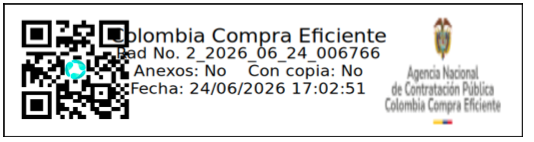 Colombia Compra Eficiente
Rad No. 2_2026_06_24_006766
Anexos: No Con copia: No
Fecha: 24/06/2026 17:02:51
Agencia Nacional
de Contratación Pública
Colombia Compra Eficiente